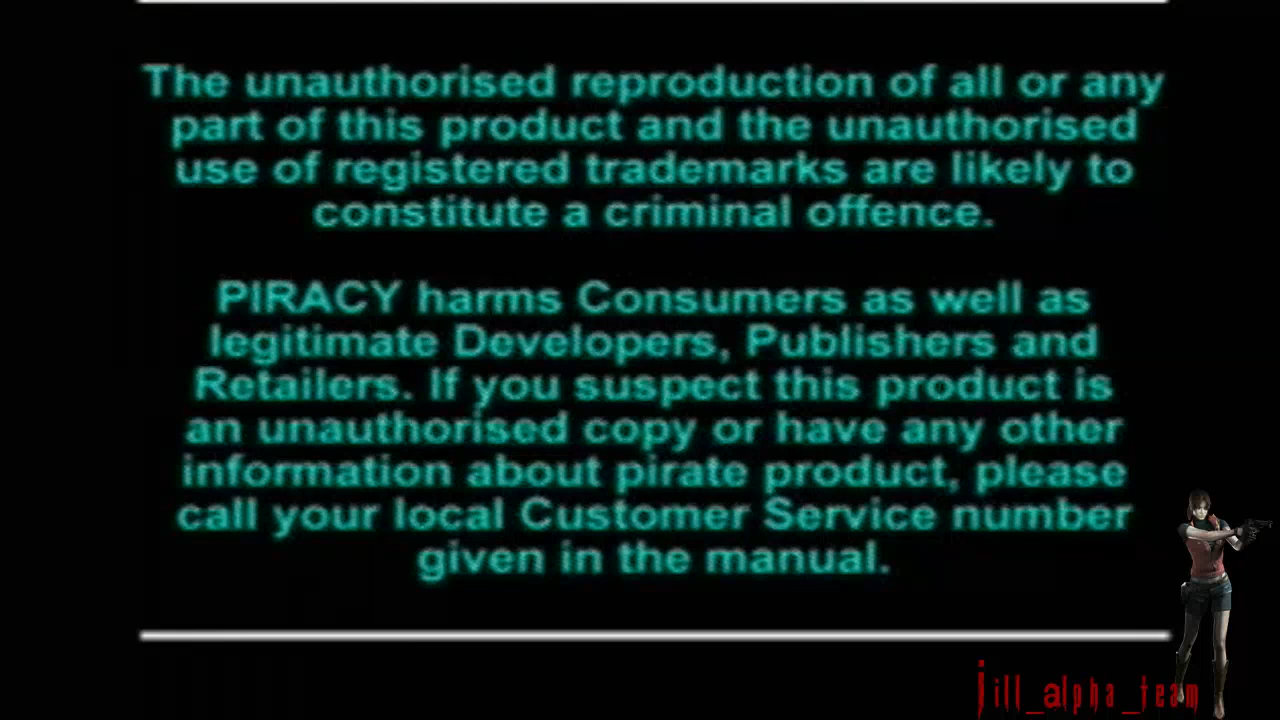 The unauthorised reproduction of all or any
part of this product and the unauthorised
use of registered trademarks are likely to
constitute a criminal offence.
PIRACY harms Consumers as well as
legitimate Developers, Publishers and
Retailers. If you suspect this product is
an unauthorised copy or have any other
information about pirate product, please
call your local Customer Service number
given in the manual.
jill_alpha_team